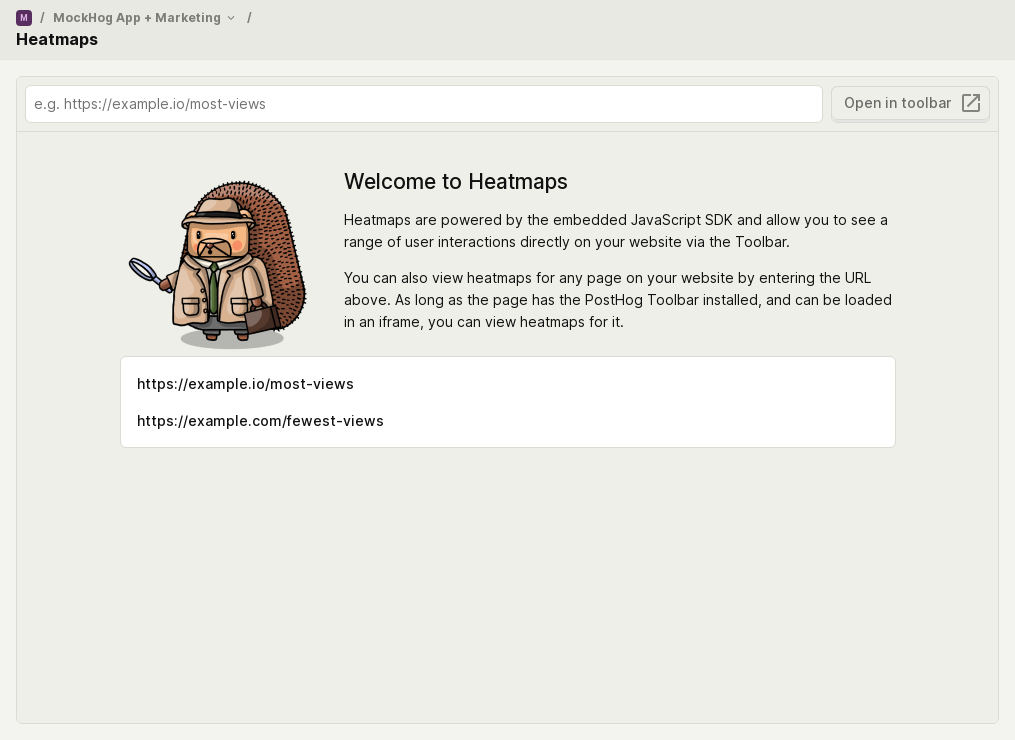 M / MockHog App + Marketing /
Heatmaps
e.g. https://example.io/most-views
Open in toolbar
Welcome to Heatmaps
Heatmaps are powered by the embedded JavaScript SDK and allow you to see a
range of user interactions directly on your website via the Toolbar.
You can also view heatmaps for any page on your website by entering the URL
above. As long as the page has the PostHog Toolbar installed, and can be loaded
in an iframe, you can view heatmaps for it.
https://example.io/most-views
https://example.com/fewest-views